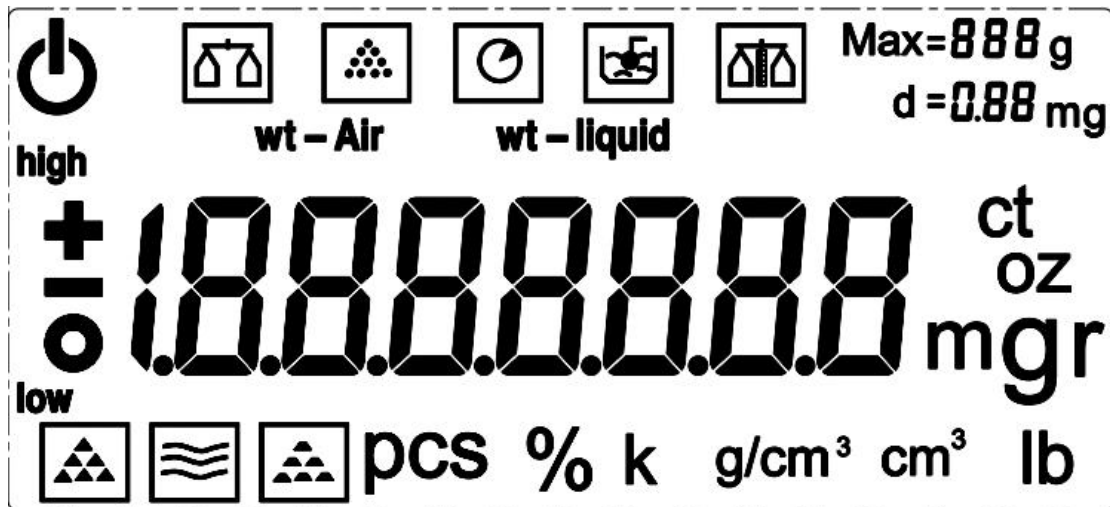 Max=888 g
d =0.88 mg
wt – Air wt – liquid
high
+ 1.8.8.8.8.8.8.8 ct
− oz
o mgr
low
pcs % k g/cm³ cm³ lb